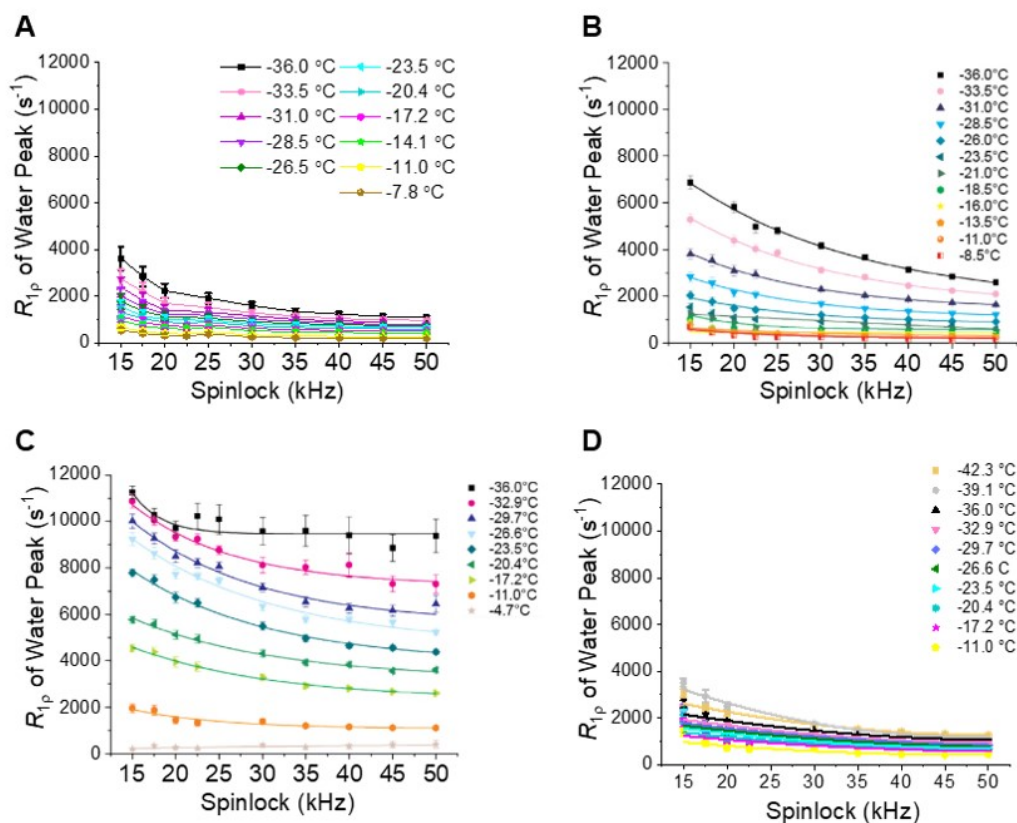 A
R1ρ of Water Peak (s-1)
12000
10000
8000
6000
4000
2000
0
15 20 25 30 35 40 45 50
Spinlock (kHz)
-36.0 °C -23.5 °C
-33.5 °C -20.4 °C
-31.0 °C -17.2 °C
-28.5 °C -14.1 °C
-26.5 °C -11.0 °C
-7.8 °C
B
R1ρ of Water Peak (s-1)
12000
10000
8000
6000
4000
2000
0
15 20 25 30 35 40 45 50
Spinlock (kHz)
-36.0°C
-33.5°C
-31.0°C
-28.5°C
-26.0°C
-23.5°C
-21.0°C
-18.5°C
-16.0°C
-13.5°C
-11.0°C
-8.5°C
C
R1ρ of Water Peak (s-1)
12000
10000
8000
6000
4000
2000
0
15 20 25 30 35 40 45 50
Spinlock (kHz)
-36.0°C
-32.9°C
-29.7°C
-26.6°C
-23.5°C
-20.4°C
-17.2°C
-11.0°C
-4.7°C
D
R1ρ of Water Peak (s-1)
12000
10000
8000
6000
4000
2000
0
15 20 25 30 35 40 45 50
Spinlock (kHz)
-42.3 °C
-39.1 °C
-36.0 °C
-32.9 °C
-29.7 °C
-26.6 C
-23.5 °C
-20.4 °C
-17.2 °C
-11.0 °C